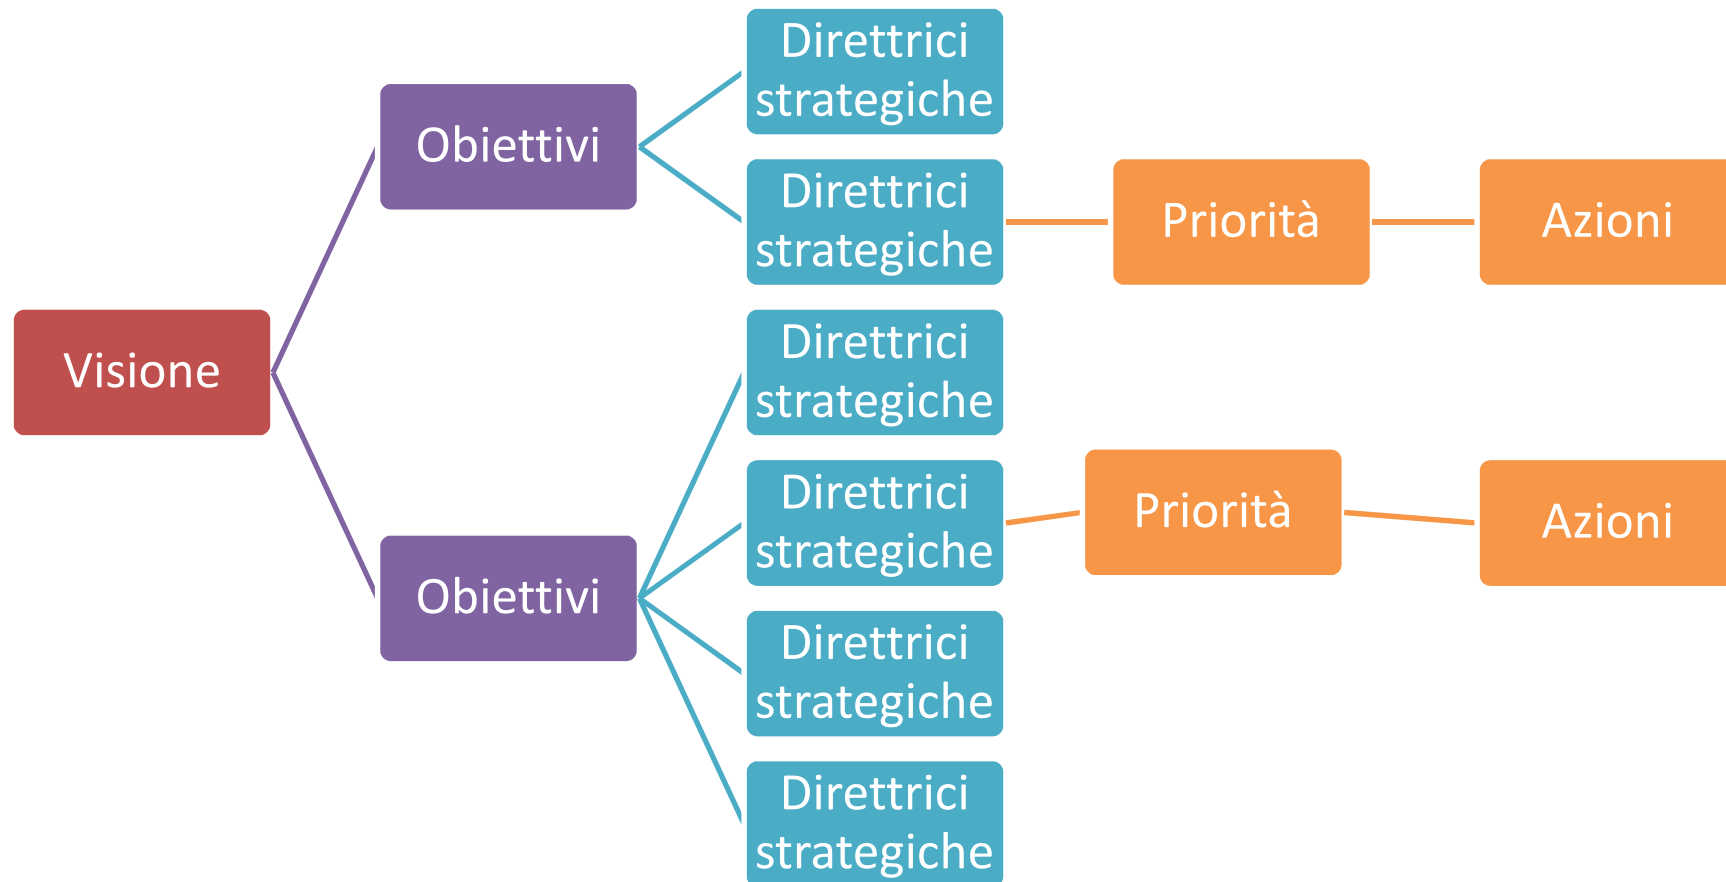 Visione
Obiettivi
Direttrici
strategiche
Direttrici
strategiche
Priorità
Azioni
Obiettivi
Direttrici
strategiche
Direttrici
strategiche
Priorità
Azioni
Direttrici
strategiche
Direttrici
strategiche